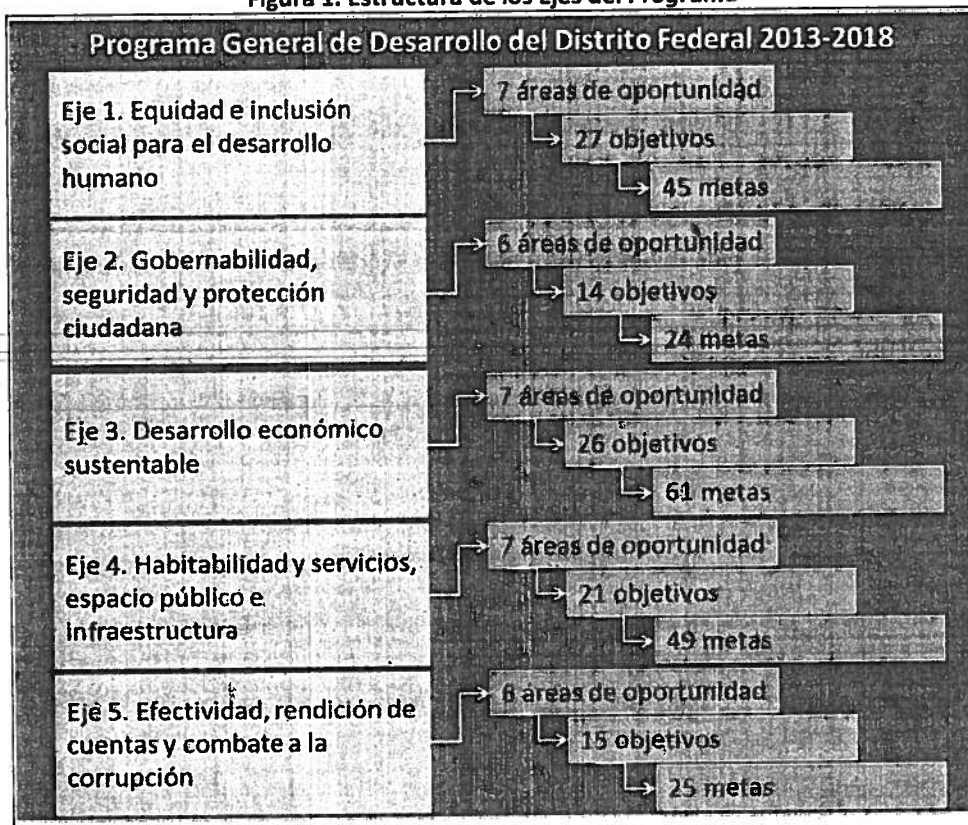 Figura 1. Estructura de los Ejes del Programa
Programa General de Desarrollo del Distrito Federal 2013-2018
Eje 1. Equidad e inclusión
social para el desarrollo
humano
7 áreas de oportunidad
27 objetivos
45 metas
Eje 2. Gobernabilidad,
seguridad y protección
ciudadana
6 áreas de oportunidad
14 objetivos
24 metas
Eje 3. Desarrollo económico
sustentable
7 áreas de oportunidad
26 objetivos
61 metas
Eje 4. Habitabilidad y servicios,
espacio público e
infraestructura
7 áreas de oportunidad
21 objetivos
49 metas
Eje 5. Efectividad, rendición de
cuentas y combate a la
corrupción
6 áreas de oportunidad
15 objetivos
25 metas